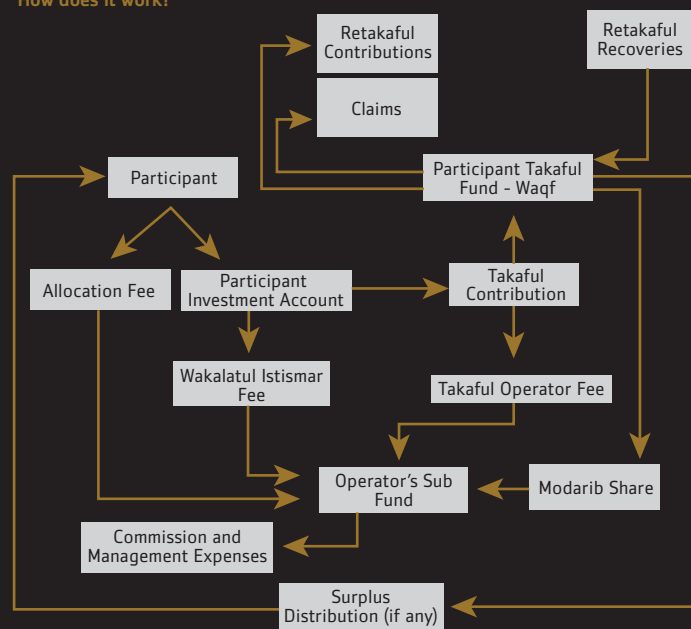 How does it work?
Retakaful
Contributions
Retakaful
Recoveries
Claims
Participant
Participant Takaful
Fund - Waqf
Allocation Fee
Participant
Investment Account
Takaful
Contribution
Wakalatul Istismar
Fee
Takaful Operator Fee
Operator's Sub
Fund
Modarib Share
Commission and
Management Expenses
Surplus
Distribution (if any)